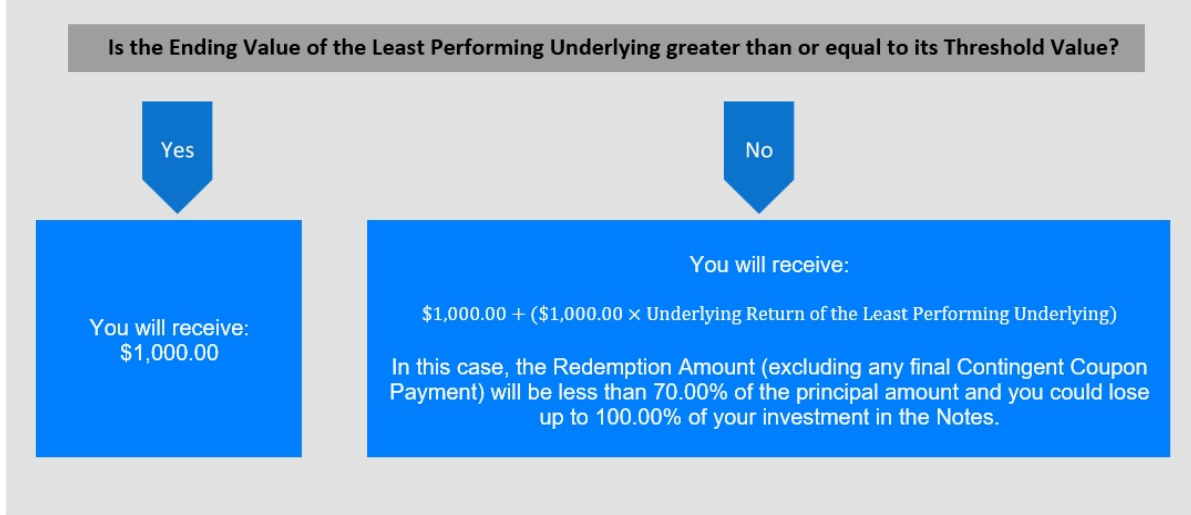 Is the Ending Value of the Least Performing Underlying greater than or equal to its Threshold Value?
Yes
No
You will receive:
$1,000.00
You will receive:
$1,000.00 + ($1,000.00 × Underlying Return of the Least Performing Underlying)
In this case, the Redemption Amount (excluding any final Contingent Coupon
Payment) will be less than 70.00% of the principal amount and you could lose
up to 100.00% of your investment in the Notes.